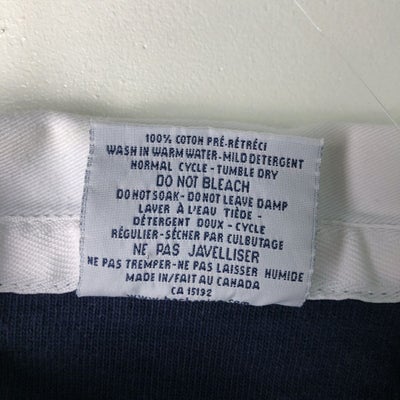 100% COTON PRÉ-RÉTRÉCI
WASH IN WARM WATER-MILD DETERGENT
NORMAL CYCLE - TUMBLE DRY
DO NOT BLEACH
DO NOT SOAK - DO NOT LEAVE DAMP
LAVER À L'EAU TIÈDE -
DÉTERGENT DOUX - CYCLE
RÉGULIER - SÉCHER PAR CULBUTAGE
NE PAS JAVELLISER
NE PAS TREMPER-NE PAS LAISSER HUMIDE
MADE IN/FAIT AU CANADA
CA 15192